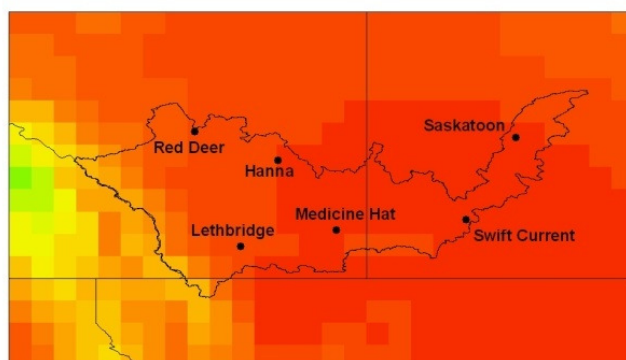 Saskatoon
Red Deer
Hanna
Medicine Hat
Lethbridge
Swift Current